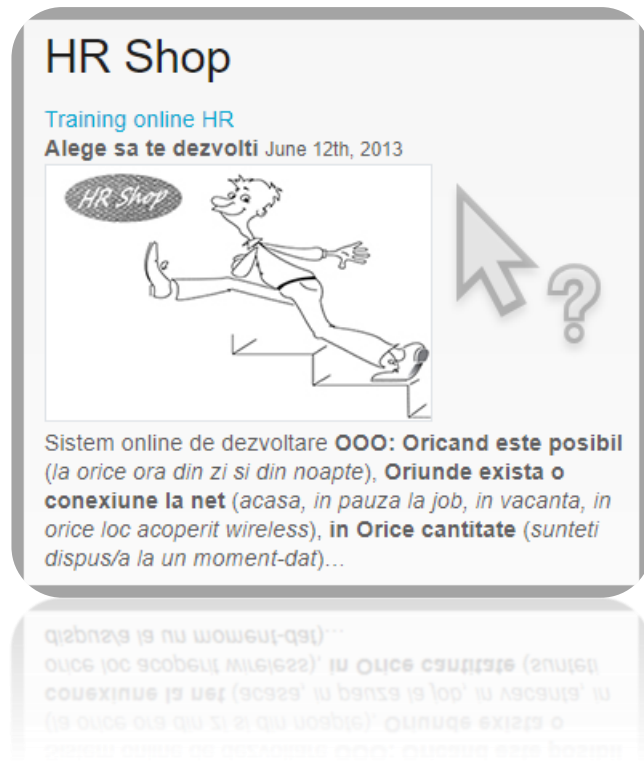 HR Shop
Training online HR
Alege sa te dezvolti June 12th, 2013
HR Shop
?
Sistem online de dezvoltare OOO: Oricand este posibil
(la orice ora din zi si din noapte), Oriunde exista o
conexiune la net (acasa, in pauza la job, in vacanta, in
orice loc acoperit wireless), in Orice cantitate (sunteti
dispus/a la un moment-dat)...